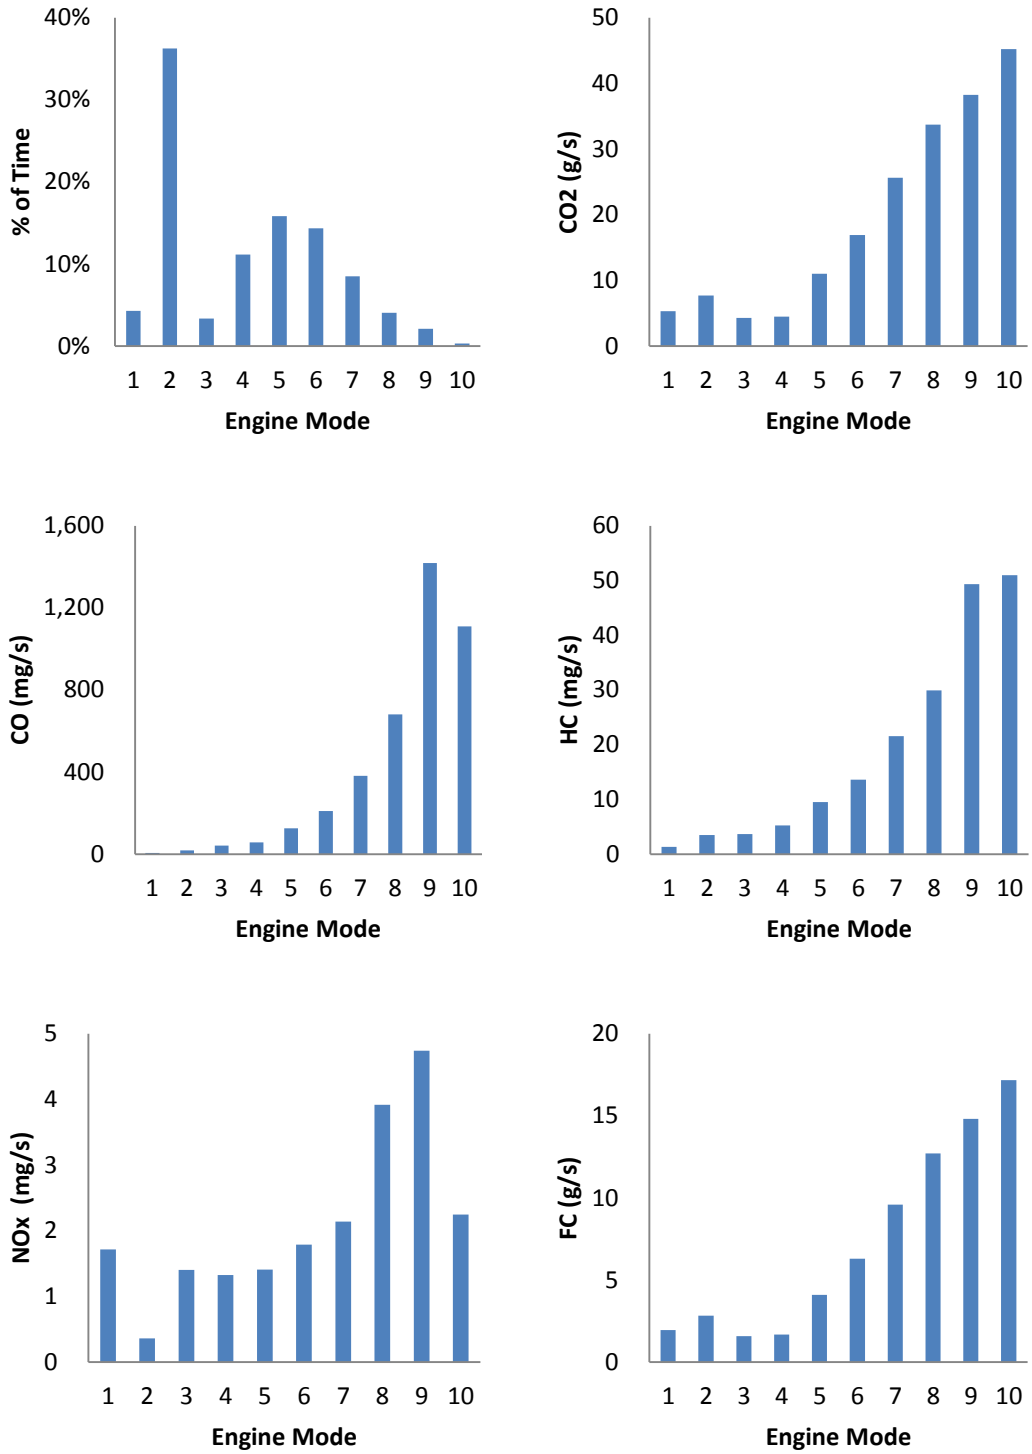 % of Time
40%
30%
20%
10%
0%
1 2 3 4 5 6 7 8 9 10
Engine Mode
CO2 (g/s)
50
40
30
20
10
0
1 2 3 4 5 6 7 8 9 10
Engine Mode
CO (mg/s)
1,600
1,200
800
400
0
1 2 3 4 5 6 7 8 9 10
Engine Mode
HC (mg/s)
60
50
40
30
20
10
0
1 2 3 4 5 6 7 8 9 10
Engine Mode
NOx (mg/s)
5
4
3
2
1
0
1 2 3 4 5 6 7 8 9 10
Engine Mode
FC (g/s)
20
15
10
5
0
1 2 3 4 5 6 7 8 9 10
Engine Mode